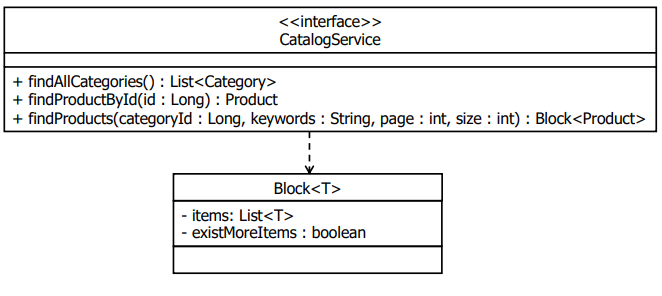 <<interface>>
CatalogService
+ findAllCategories() : List<Category>
+ findProductById(id : Long) : Product
+ findProducts(categoryId : Long, keywords : String, page : int, size : int) : Block<Product>
Block<T>
- items: List<T>
- existMoreItems : boolean